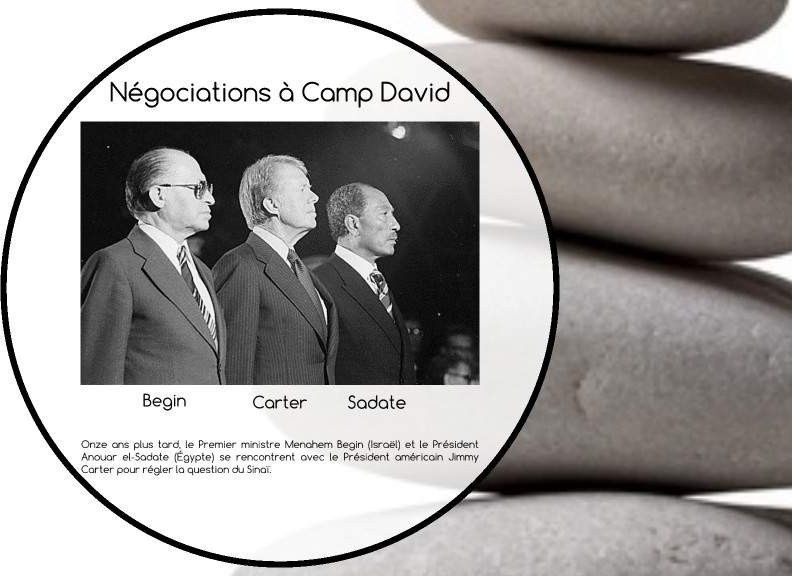 Négociations à Camp David
Begin Carter Sadate
Onze ans plus tard, le Premier ministre Menahem Begin (Israël) et le Président
Anouar el-Sadate (Égypte) se rencontrent avec le Président américain Jimmy
Carter pour régler la question du Sinaï.